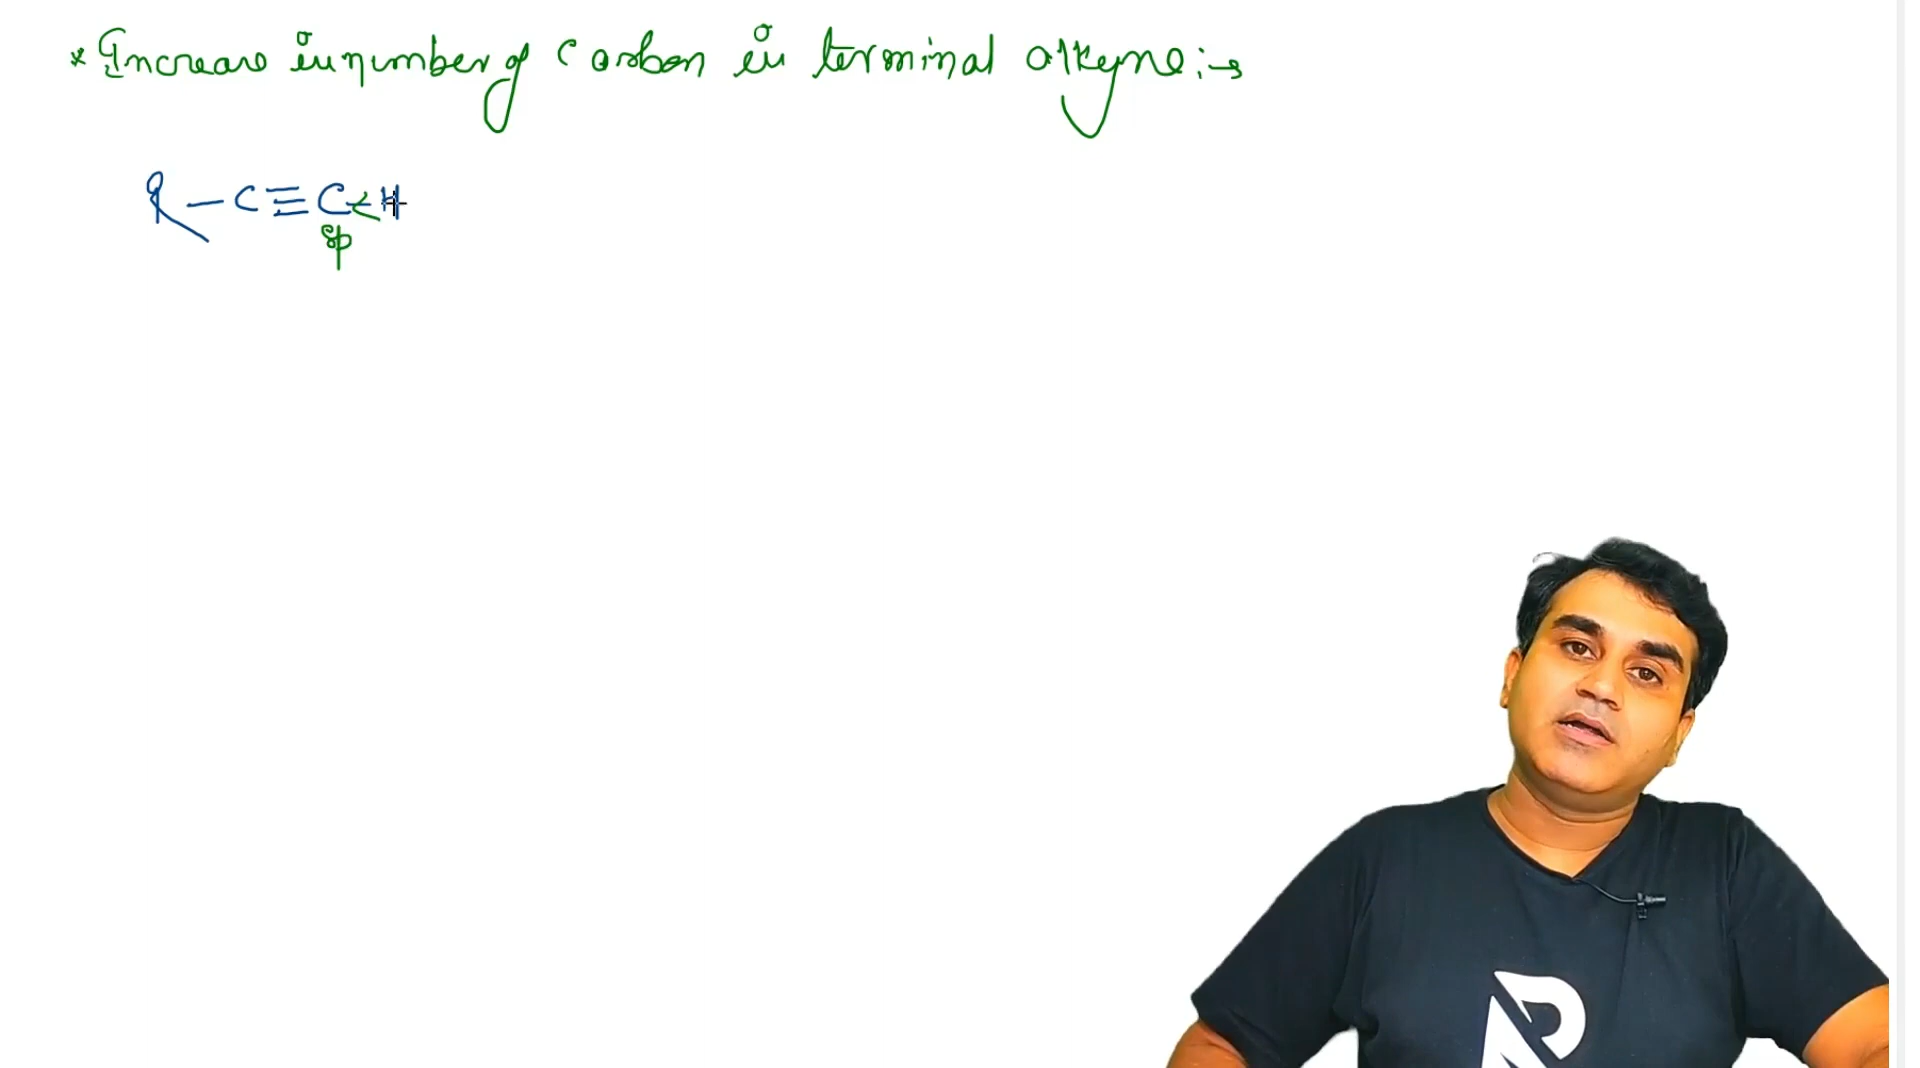 * Increase in number of Carbon in terminal alkyne :→
R — C ≡ C ← H
sp